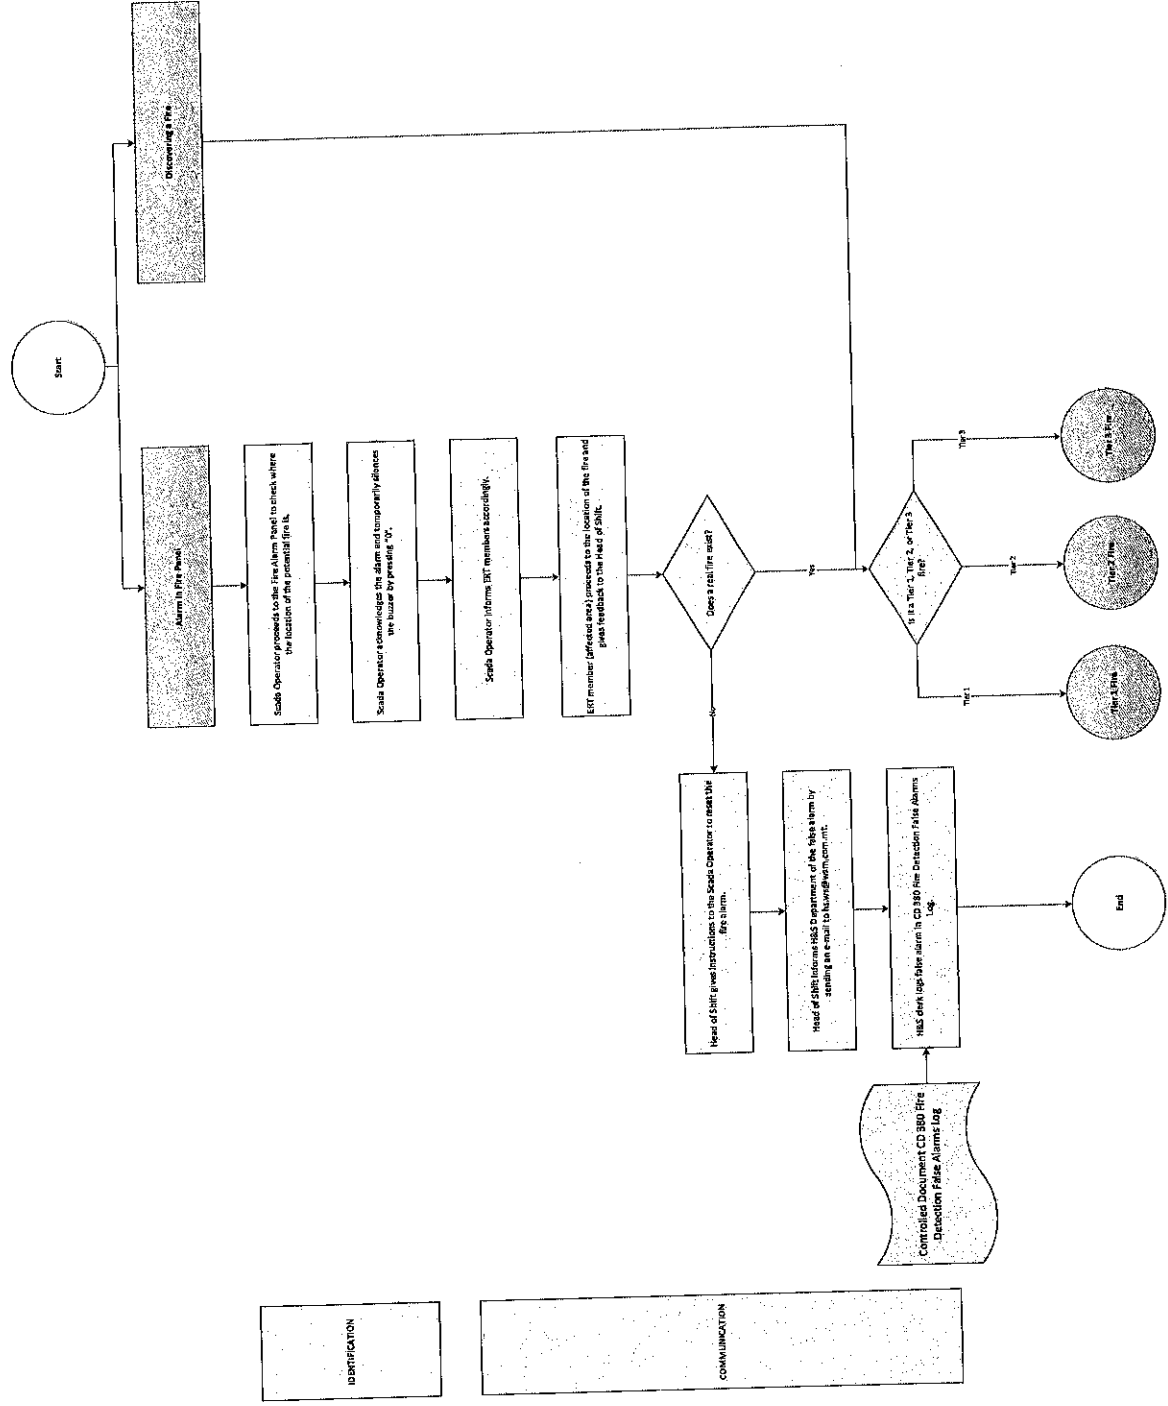 Start
Discovering a Fire
Alarm in Fire Panel
Scada Operator proceeds to the Fire Alarm Panel to check where
the location of the potential fire is.
Scada Operator acknowledges the alarm and temporarily silences
the buzzer by pressing "0".
Scada Operator informs ERT members accordingly.
ERT member (affected area) proceeds to the location of the fire and
gives feedback to the Head of Shift.
Does a real fire exist?
No
Yes
Head of Shift gives instructions to the Scada Operator to reset the
fire alarm.
Head of Shift informs H&S Department of the false alarm by
sending an e-mail to hs.ws@wsm.com.mt.
H&S clerk logs false alarm in CD 380 Fire Detection False Alarms
Log.
Controlled Document CD 380 Fire
Detection False Alarms Log
End
Is it a Tier 1, Tier 2, or Tier 3
fire?
Tier 1
Tier 2
Tier 3
Tier 1 Fire
Tier 2 Fire
Tier 3 Fire
IDENTIFICATION
COMMUNICATION